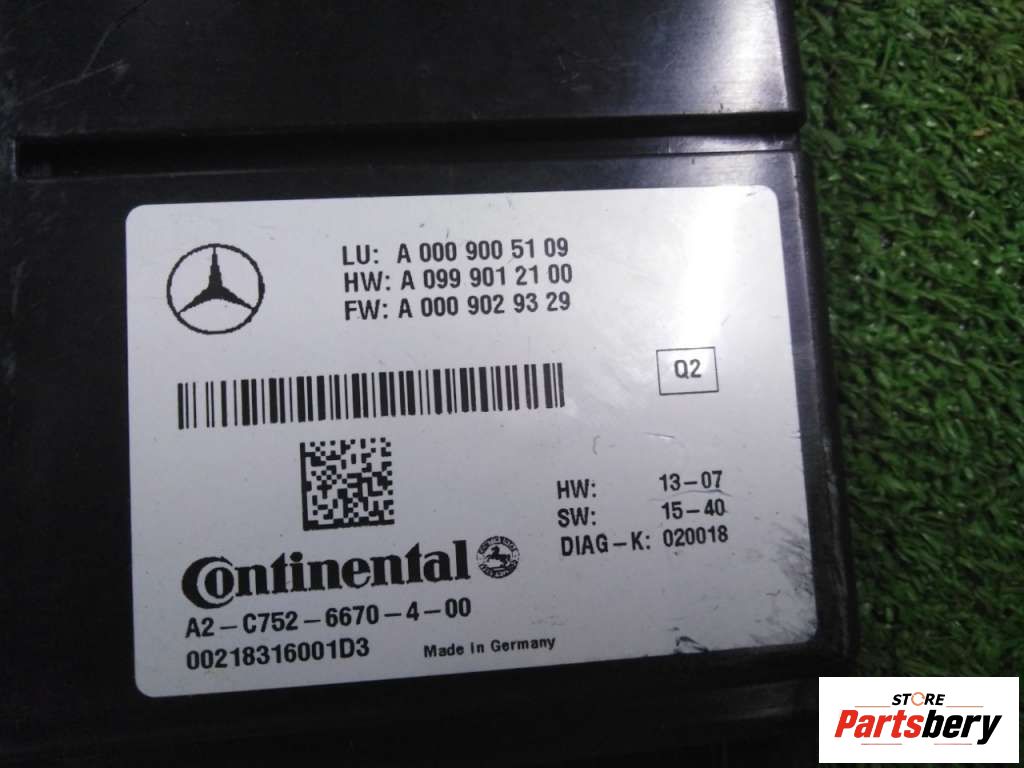 LU: A 000 900 51 09
HW: A 099 901 21 00
FW: A 000 902 93 29
Q2
HW: 13-07
SW: 15-40
DIAG-K: 020018
Continental
A2-C752-6670-4-00
00218316001D3
Made in Germany
STORE
Partsbery